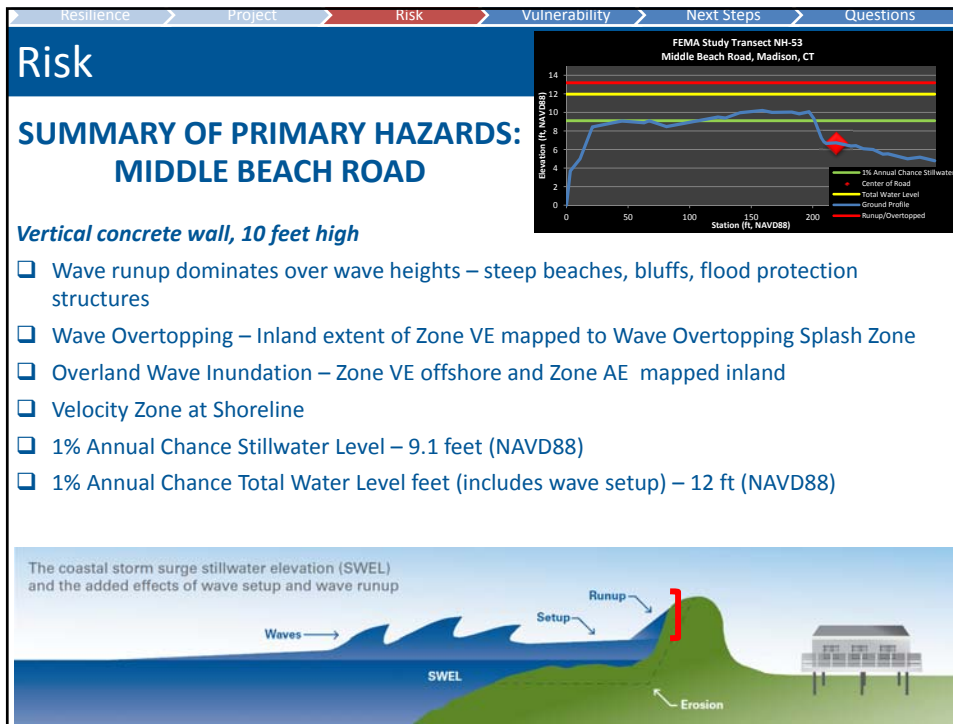 Resilience Project Risk Vulnerability Next Steps Questions
Risk
FEMA Study Transect NH-53
Middle Beach Road, Madison, CT
Elevation (ft, NAVD88)
14
12
10
8
6
4
2
0
0 50 100 150 200
Station (ft, NAVD88)
1% Annual Chance Stillwater
Center of Road
Total Water Level
Ground Profile
Runup/Overtopped
SUMMARY OF PRIMARY HAZARDS:
MIDDLE BEACH ROAD
Vertical concrete wall, 10 feet high
Wave runup dominates over wave heights – steep beaches, bluffs, flood protection
structures
Wave Overtopping – Inland extent of Zone VE mapped to Wave Overtopping Splash Zone
Overland Wave Inundation – Zone VE offshore and Zone AE mapped inland
Velocity Zone at Shoreline
1% Annual Chance Stillwater Level – 9.1 feet (NAVD88)
1% Annual Chance Total Water Level feet (includes wave setup) – 12 ft (NAVD88)
The coastal storm surge stillwater elevation (SWEL)
and the added effects of wave setup and wave runup
Runup
Setup
Waves
SWEL
Erosion